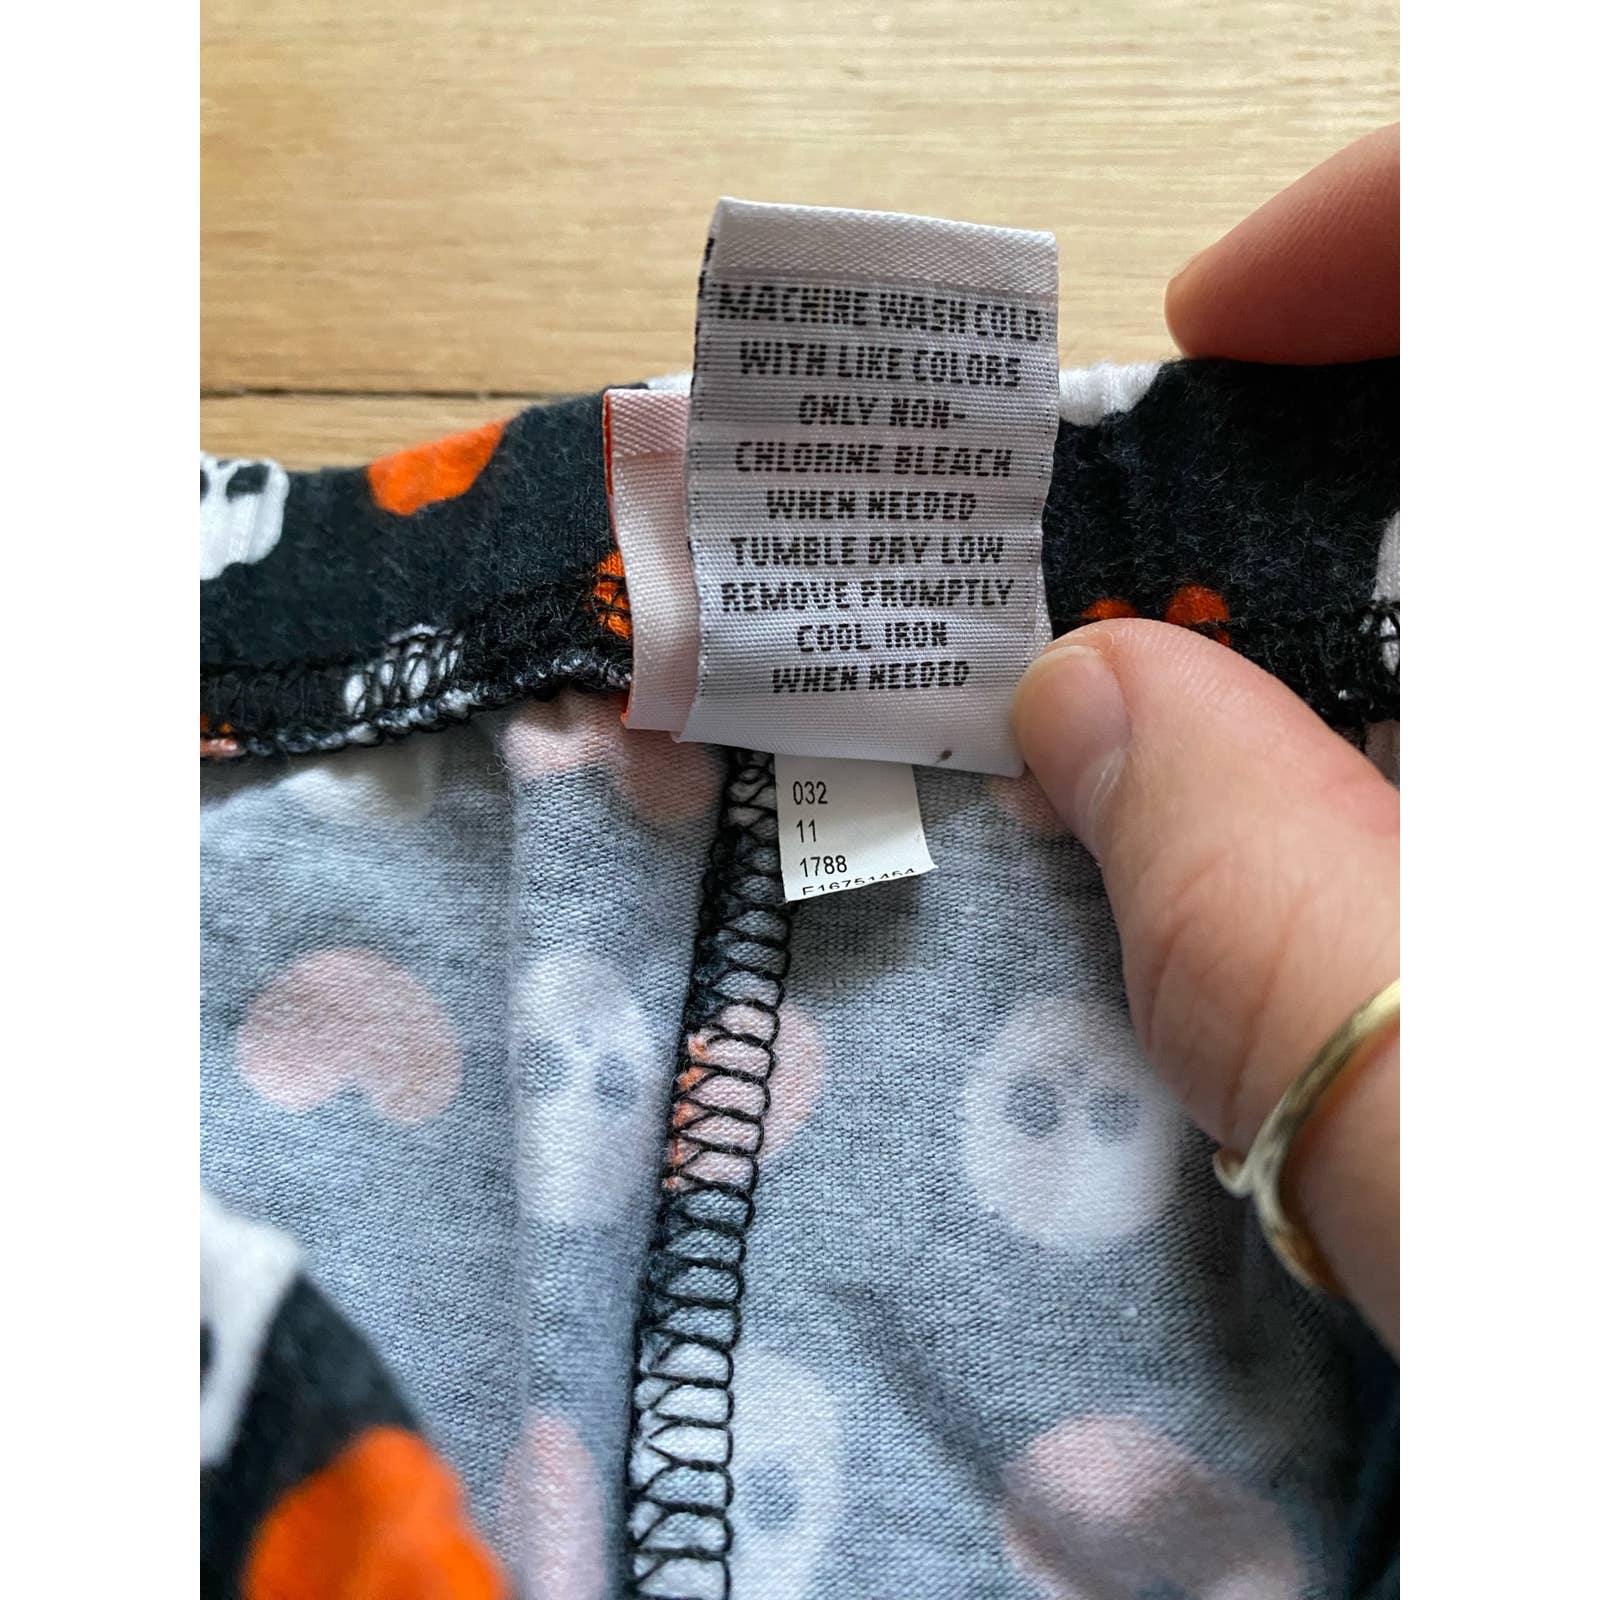 MACHINE WASH COLD
WITH LIKE COLORS
ONLY NON-
CHLORINE BLEACH
WHEN NEEDED
TUMBLE DRY LOW
REMOVE PROMPTLY
COOL IRON
WHEN NEEDED
032
11
1788